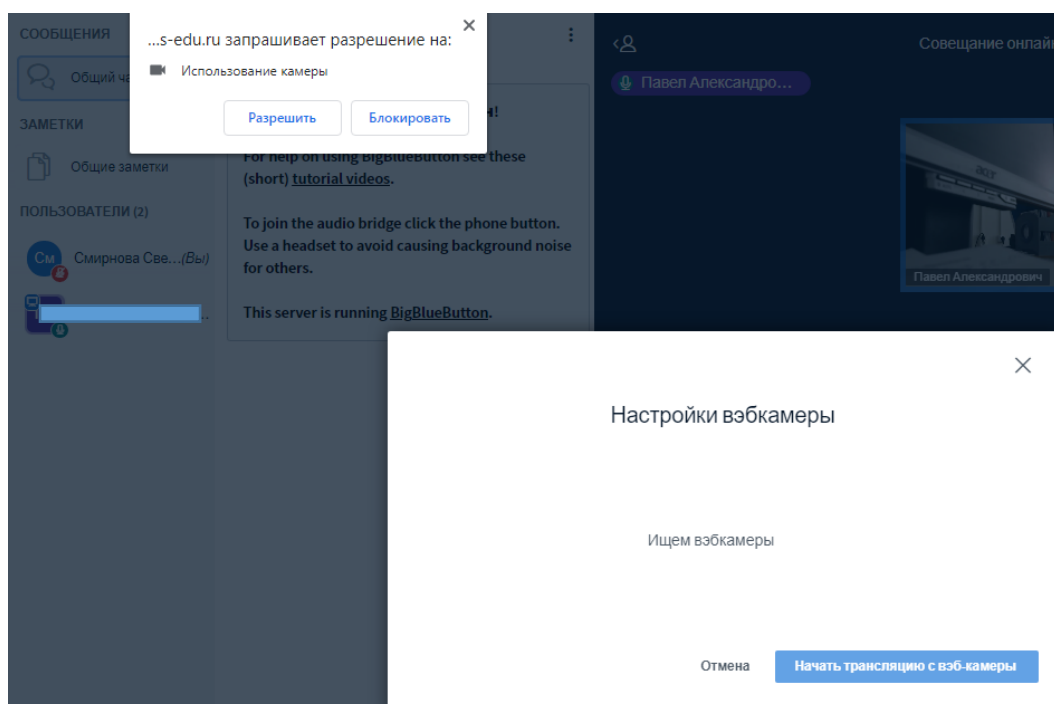 СООБЩЕНИЯ
Общий ча
ЗАМЕТКИ
Общие заметки
ПОЛЬЗОВАТЕЛИ (2)
См
Смирнова Све...(Вы)
...s-edu.ru запрашивает разрешение на:
Использование камеры
Разрешить
Блокировать
!
For help on using BigBlueButton see these
(short) tutorial videos.
To join the audio bridge click the phone button.
Use a headset to avoid causing background noise
for others.
This server is running BigBlueButton.
Совещание онлай
Павел Александро...
acer
Павел Александрович
Настройки вэбкамеры
Ищем вэбкамеры
Отмена
Начать трансляцию с вэб-камеры